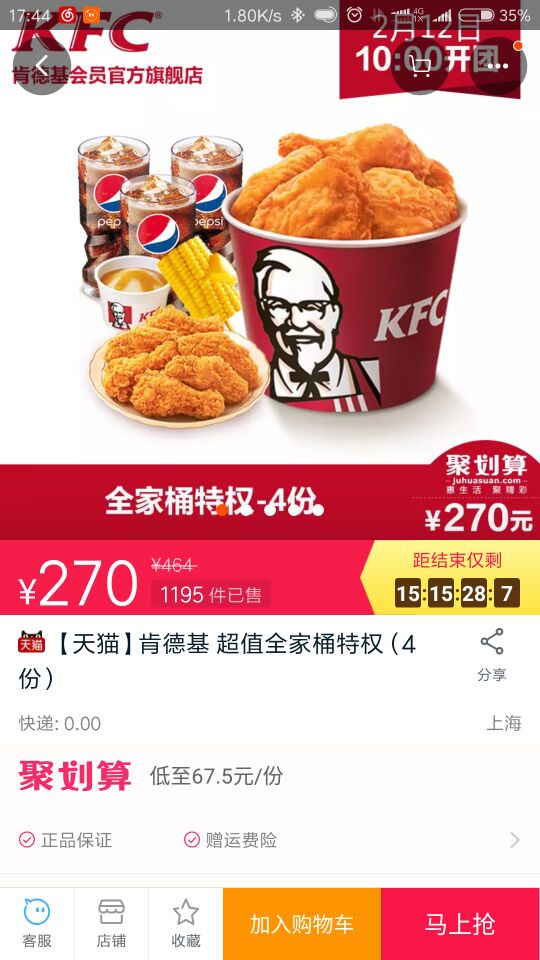 17:44
1.80K/s
4G
1X
35%
KFC®
肯德基会员官方旗舰店
2月12日
10:00开团
pepsi
pepsi
KFC
KFC
聚划算
juhuasuan.com
惠生活 聚精彩
全家桶特权-4份
¥270元
¥270
¥464
1195 件已售
距结束仅剩
15:15:28:7
天猫
【天猫】肯德基 超值全家桶特权（4
份）
分享
快递: 0.00
上海
聚划算
低至67.5元/份
正品保证
赠运费险
客服
店铺
收藏
加入购物车
马上抢